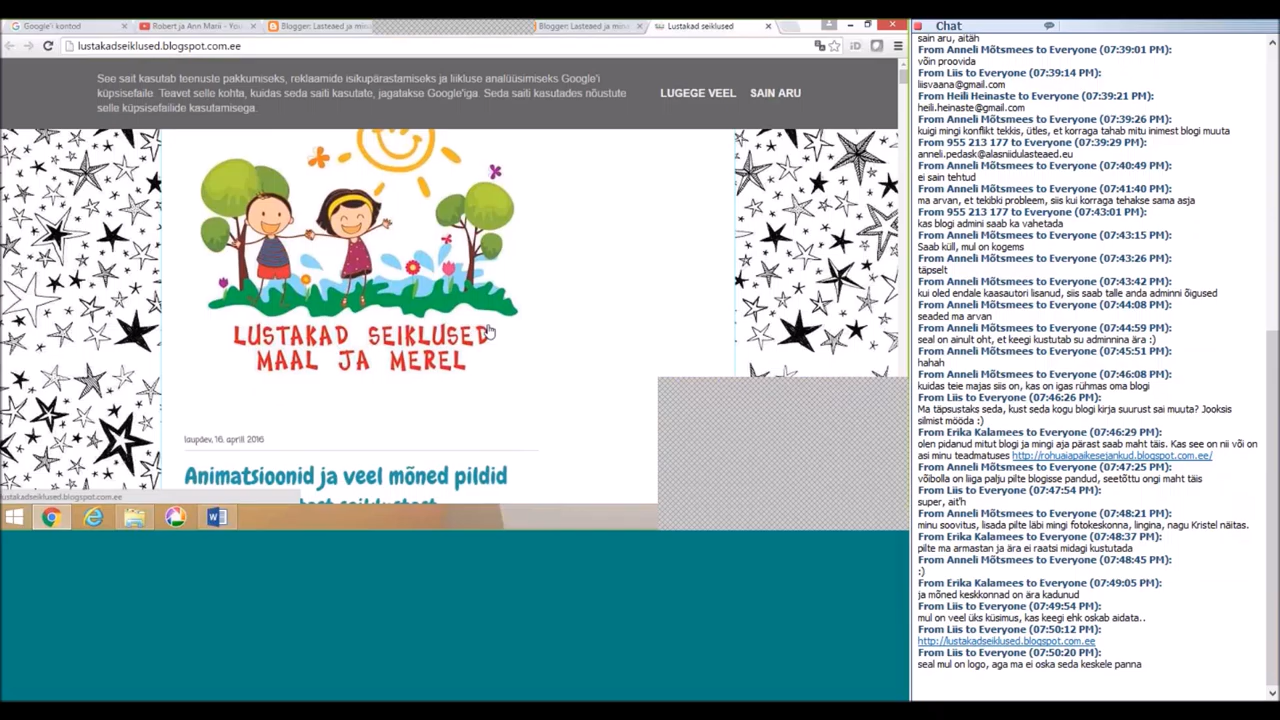 Google'i kontod
Robert ja Ann Marii - You
Blogger: Lasteaed ja minu
Blogger: Lasteaed ja mina
Lustakad seiklused
lustakadseiklused.blogspot.com.ee
See sait kasutab teenuste pakkumiseks, reklaamide isikupärastamiseks ja liikluse analüüsimiseks Google'i
küpsisefaile. Teavet selle kohta, kuidas seda saiti kasutate, jagatakse Google'iga. Seda saiti kasutades nõustute
selle küpsisefailide kasutamisega.
LUGEGE VEEL
SAIN ARU
LUSTAKAD SEIKLUSED
MAAL JA MEREL
laupäev, 16. aprill 2016
Animatsioonid ja veel mõned pildid
lustakadseiklused.blogspot.com.ee
Chat
sain aru, aitäh
From Anneli Mõtsmees to Everyone (07:39:01 PM):
võin proovida
From Liis to Everyone (07:39:14 PM):
liisvaana@gmail.com
From Heili Heinaste to Everyone (07:39:21 PM):
heili.heinaste@gmail.com
From Anneli Mõtsmees to Everyone (07:39:26 PM):
kuigi mingi konflikt tekkis, ütles, et korraga tahab mitu inimest blogi muuta
From 955 213 177 to Everyone (07:39:29 PM):
anneli.pedask@alasniidulasteaed.eu
From Anneli Mõtsmees to Everyone (07:40:49 PM):
ei sain tehtud
From Anneli Mõtsmees to Everyone (07:41:40 PM):
ma arvan, et tekibki probleem, siis kui korraga tehakse sama asja
From 955 213 177 to Everyone (07:43:01 PM):
kas blogi admini saab ka vahetada
From Anneli Mõtsmees to Everyone (07:43:15 PM):
Saab küll, mul on kogems
From Anneli Mõtsmees to Everyone (07:43:26 PM):
täpselt
From Anneli Mõtsmees to Everyone (07:43:42 PM):
kui oled endale kaasautori lisanud, siis saab talle anda adminni õigused
From Anneli Mõtsmees to Everyone (07:44:08 PM):
seaded ma arvan
From Anneli Mõtsmees to Everyone (07:44:59 PM):
seal on ainult oht, et keegi kustutab su adminnina ära :)
From Anneli Mõtsmees to Everyone (07:45:51 PM):
hahah
From Anneli Mõtsmees to Everyone (07:46:08 PM):
kuidas teie majas siis on, kas on igas rühmas oma blogi
From Liis to Everyone (07:46:26 PM):
Ma täpsustaks seda, kust seda kogu blogi kirja suurust sai muuta? Jooksis
silmist mööda :)
From Erika Kalamees to Everyone (07:46:29 PM):
olen pidanud mitut blogi ja mingi aja pärast saab maht täis. Kas see on nii või on
asi minu teadmatuses http://rohuaiapaikesejankud.blogspot.com.ee/
From Anneli Mõtsmees to Everyone (07:47:25 PM):
võibolla on liiga palju pilte blogisse pandud, seetõttu ongi maht täis
From Liis to Everyone (07:47:54 PM):
super, ait'h
From Anneli Mõtsmees to Everyone (07:48:21 PM):
minu soovitus, lisada pilte läbi mingi fotokeskonna, lingina, nagu Kristel näitas.
From Erika Kalamees to Everyone (07:48:37 PM):
pilte ma armastan ja ära ei raatsi midagi kustutada
From Anneli Mõtsmees to Everyone (07:48:45 PM):
:)
From Erika Kalamees to Everyone (07:49:05 PM):
ja mõned keskkonnad on ära kadunud
From Liis to Everyone (07:49:54 PM):
mul on veel üks küsimus, kas keegi ehk oskab aidata..
From Liis to Everyone (07:50:12 PM):
http://lustakadseiklused.blogspot.com.ee
From Liis to Everyone (07:50:20 PM):
seal mul on logo, aga ma ei oska seda keskele panna